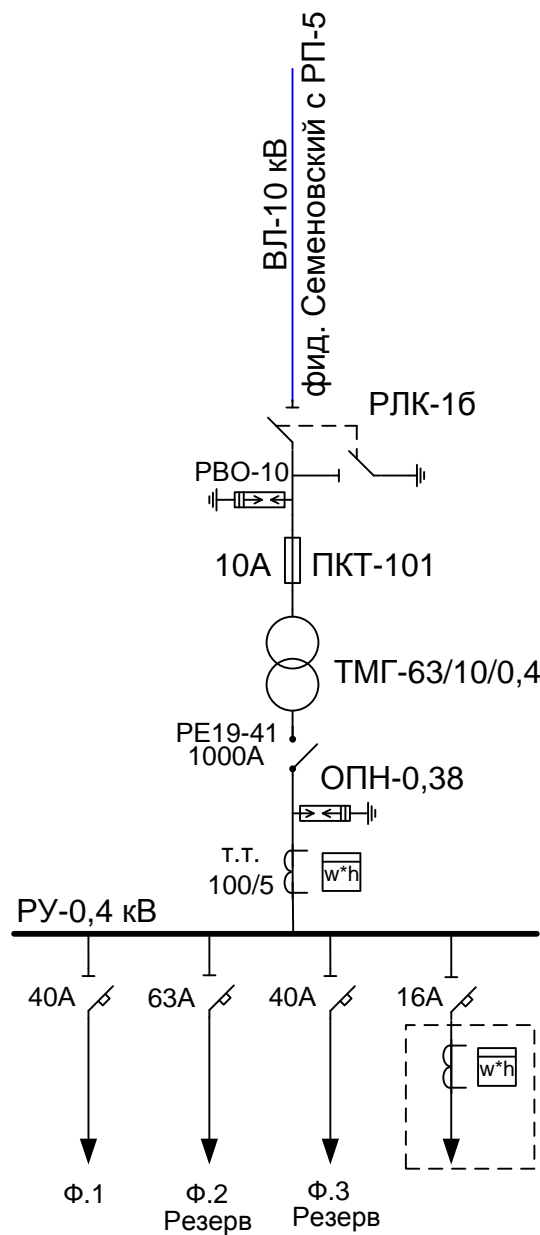 ВЛ-10 кВ
фид. Семеновский с РП-5
РЛК-1б
РВО-10
10А
ПКТ-101
ТМГ-63/10/0,4
РЕ19-41
1000А
ОПН-0,38
т.т.
100/5
w*h
РУ-0,4 кВ
40А
63А
40А
16А
w*h
Ф.1
Ф.2
Резерв
Ф.3
Резерв